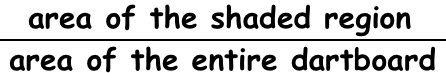 area of the shaded region
area of the entire dartboard